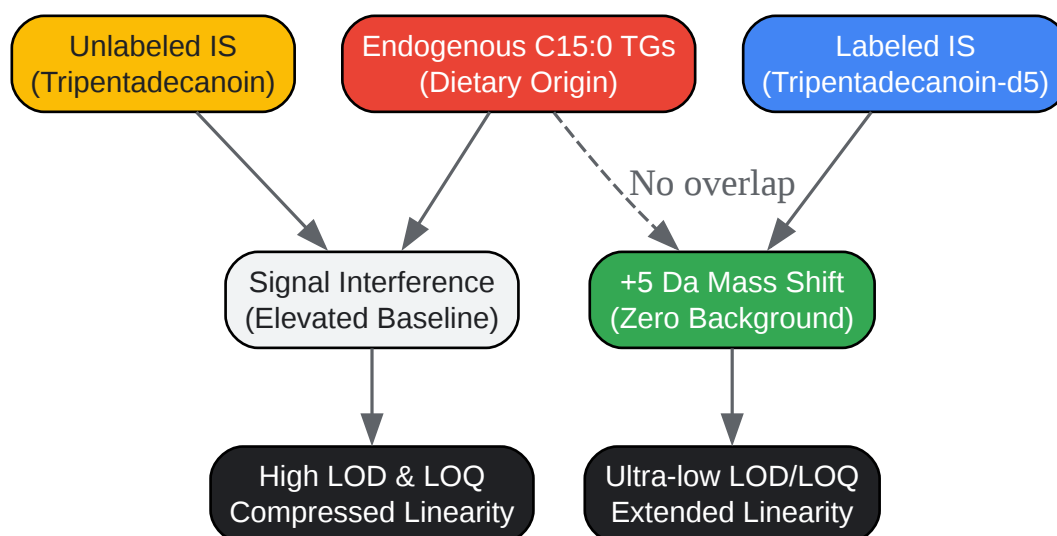 Unlabeled IS
(Tripentadecanoin)
Endogenous C15:0 TGs
(Dietary Origin)
Labeled IS
(Tripentadecanoin-d5)
No overlap
Signal Interference
(Elevated Baseline)
+5 Da Mass Shift
(Zero Background)
High LOD & LOQ
Compressed Linearity
Ultra-low LOD/LOQ
Extended Linearity